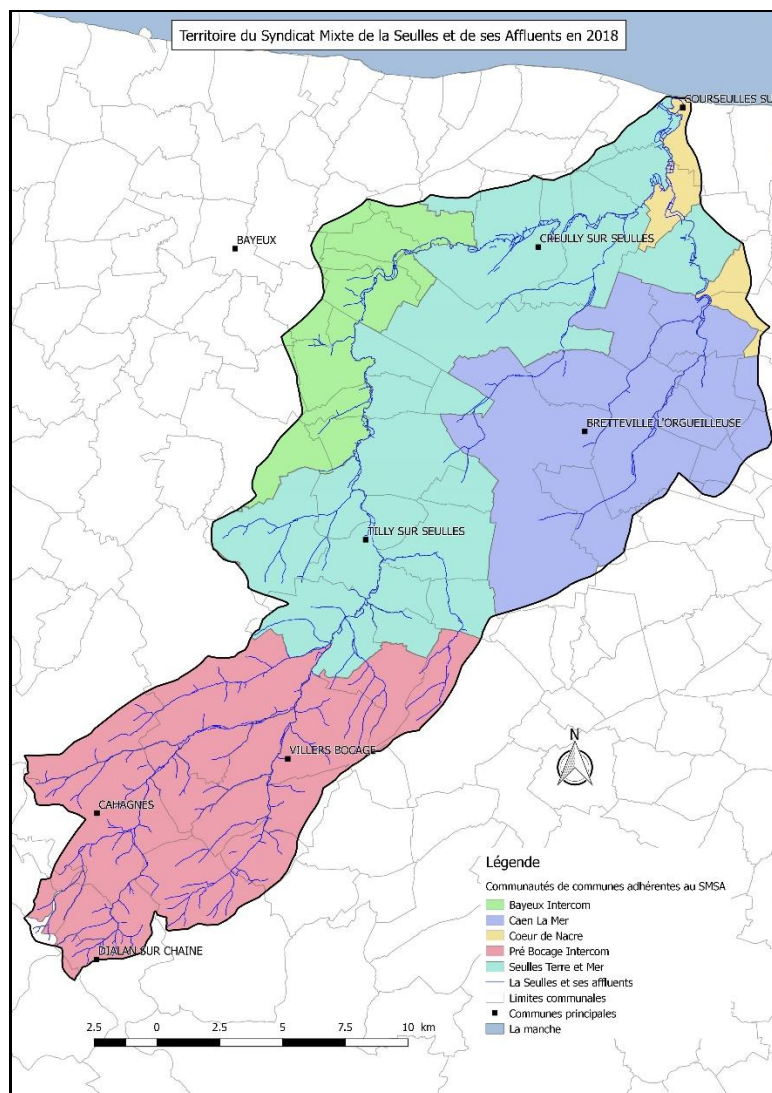 Territoire du Syndicat Mixte de la Seulles et de ses Affluents en 2018
COURSEULLES SU
BAYEUX
CREULLY SUR SEULLES
BRETTEVILLE L'ORGUEILLEUSE
TILLY SUR SEULLES
N
VILLERS BOCAGE
CAHAGNES
DIALAN SUR CHAINE
Légende
Communautés de communes adhérentes au SMSA
Bayeux Intercom
Caen La Mer
Coeur de Nacre
Pré Bocage Intercom
Seulles Terre et Mer
La Seulles et ses affluents
Limites communales
Communes principales
La manche
2.5 0 2.5 5 7.5 10 km